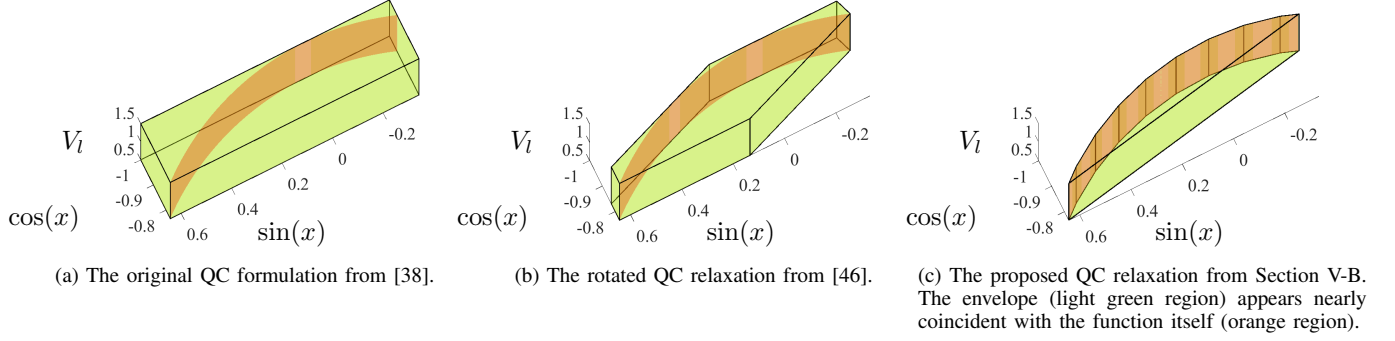 1.5
1
0.5
V_l
-1
-0.9
-0.8
cos(x)
0.6
0.4
0.2
0
-0.2
sin(x)
(a) The original QC formulation from [38].
1.5
1
0.5
V_l
-1
-0.9
-0.8
cos(x)
0.6
0.4
0.2
0
-0.2
sin(x)
(b) The rotated QC relaxation from [46].
1.5
1
0.5
V_l
-1
-0.9
-0.8
cos(x)
0.6
0.4
0.2
0
-0.2
sin(x)
(c) The proposed QC relaxation from Section V-B.
The envelope (light green region) appears nearly
coincident with the function itself (orange region).